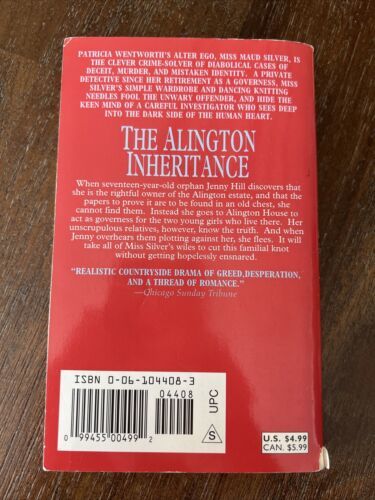 PATRICIA WENTWORTH'S ALTER EGO, MISS MAUD SILVER, IS
THE CLEVER CRIME-SOLVER OF DIABOLICAL CASES OF
DECEIT, MURDER, AND MISTAKEN IDENTITY. A PRIVATE
DETECTIVE SINCE HER RETIREMENT AS A GOVERNESS, MISS
SILVER'S SIMPLE WARDROBE AND DANCING KNITTING
NEEDLES FOOL THE UNWARY OFFENDER, AND HIDE THE
KEEN MIND OF A CAREFUL INVESTIGATOR WHO SEES DEEP
INTO THE DARK SIDE OF THE HUMAN HEART.
THE ALINGTON
INHERITANCE
When seventeen-year-old orphan Jenny Hill discovers that
she is the rightful owner of the Alington estate, and that
the papers to prove it are to be found in an old chest, she
cannot find them. Instead she goes to Alington House to
act as governess for the two young girls who live there. Her
unscrupulous relatives, however, know the truth. And when
Jenny overhears them plotting against her, she flees. It will
take all of Miss Silver's wiles to cut this familial knot
without getting hopelessly ensnared.
"REALISTIC COUNTRYSIDE DRAMA OF GREED,DESPERATION,
AND A THREAD OF ROMANCE."
—Chicago Sunday Tribune
ISBN 0-06-104408-3
04408
0 99455 00499 2
UPC
S
U.S. $4.99
CAN. $5.99